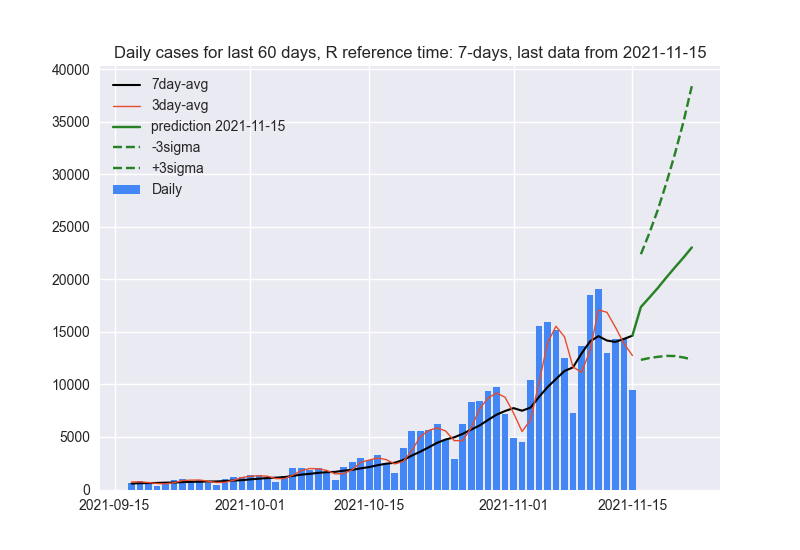 Daily cases for last 60 days, R reference time: 7-days, last data from 2021-11-15
40000
35000
30000
25000
20000
15000
10000
5000
0
7day-avg
3day-avg
prediction 2021-11-15
-3sigma
+3sigma
Daily
2021-09-15
2021-10-01
2021-10-15
2021-11-01
2021-11-15